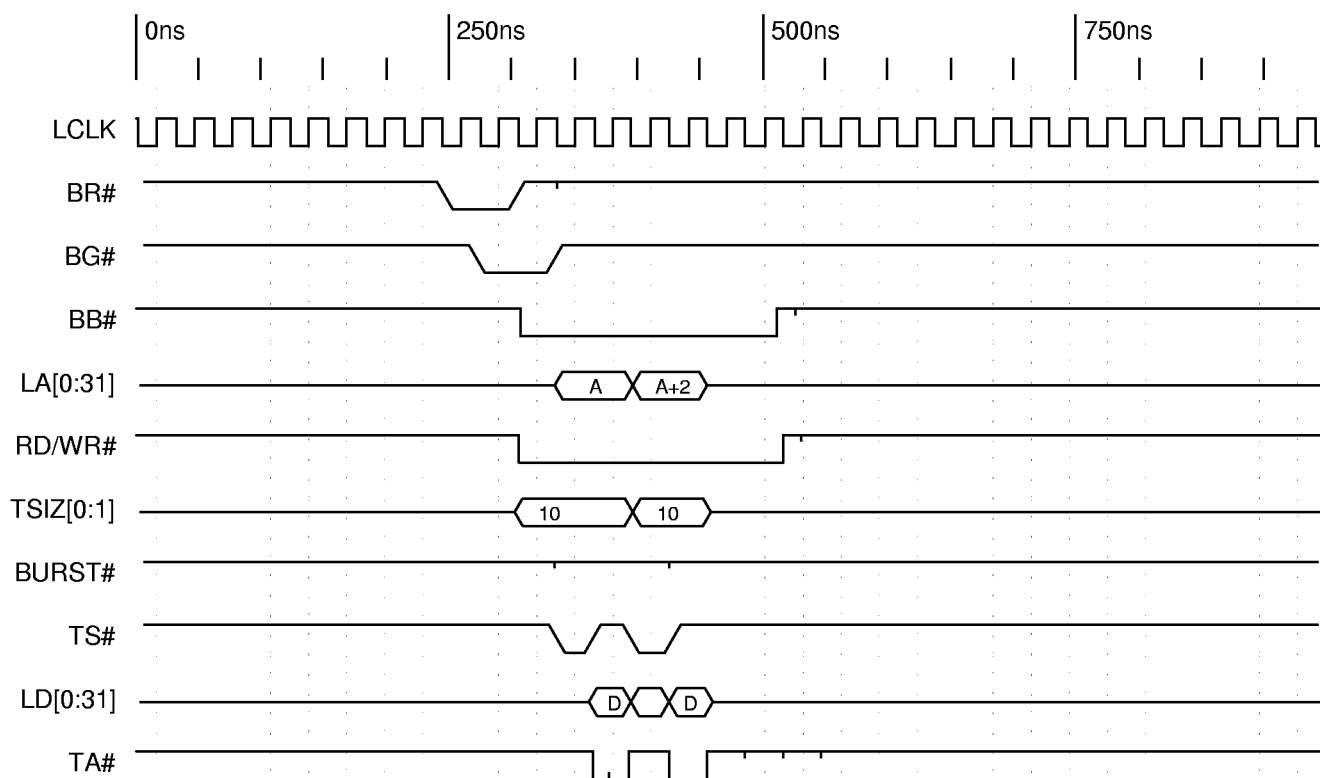 0ns 250ns 500ns 750ns
LCLK
BR#
BG#
BB#
LA[0:31] A A+2
RD/WR#
TSIZ[0:1] 10 10
BURST#
TS#
LD[0:31] D D
TA#